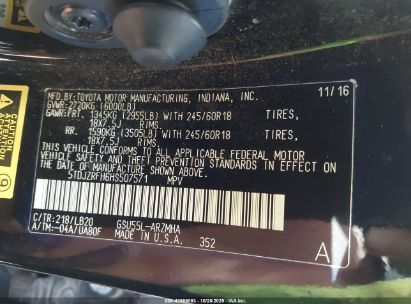 MFD.BY:TOYOTA MOTOR MANUFACTURING, INDIANA, INC. 11/16
GVWR:2720KG (6000LB)
GAWR:FRT. 1345KG (2955LB) WITH 245/60R18 TIRES,
18X7.5J RIMS
RR. 1590KG (3505LB) WITH 245/60R18 TIRES,
18X7.5J RIMS
THIS VEHICLE CONFORMS TO ALL APPLICABLE FEDERAL MOTOR
VEHICLE SAFETY AND THEFT PREVENTION STANDARDS IN EFFECT
ON THE DATE OF MANUFACTURE SHOWN ABOVE.
5TDJZRFH6HS507571 MPV
C/TR:218/LB20 GSU55L-ARZMHA
A/TM:-04A/UA80F MADE IN U.S.A. 352 A